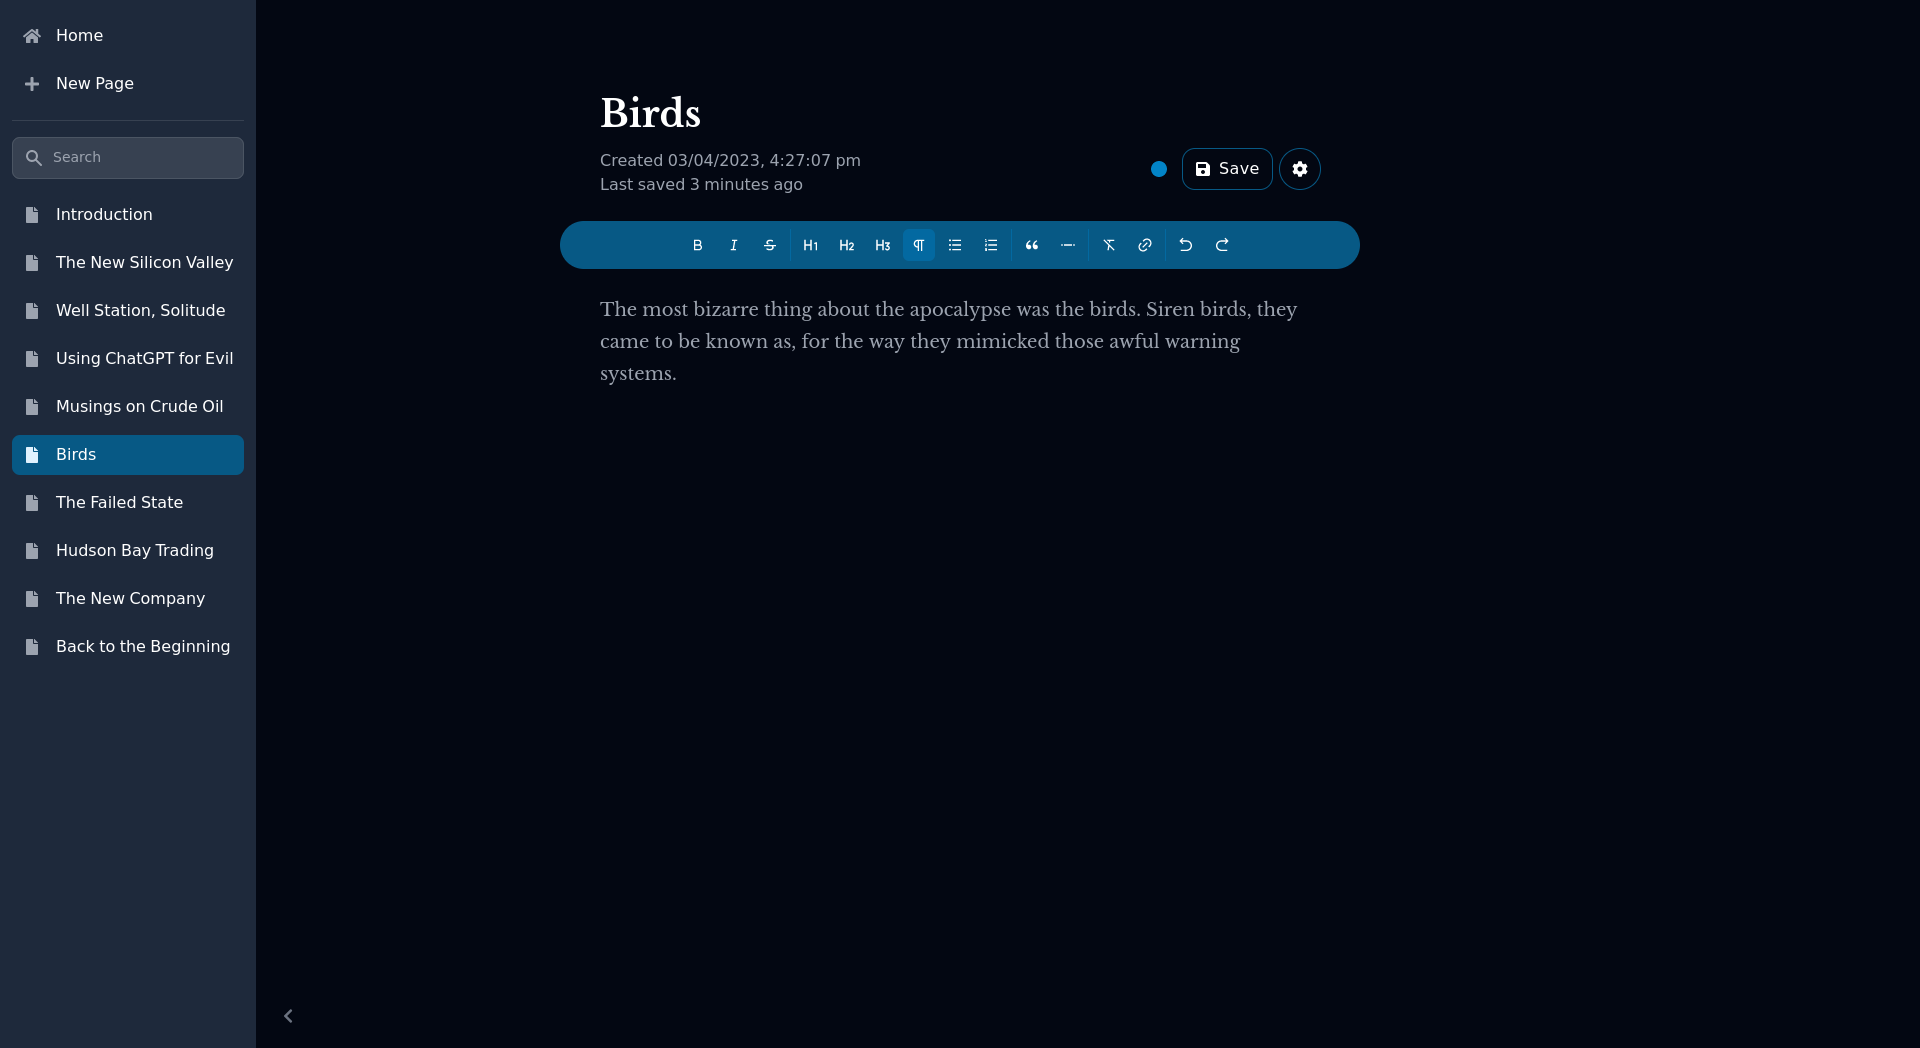 Home
New Page
Search
Introduction
The New Silicon Valley
Well Station, Solitude
Using ChatGPT for Evil
Musings on Crude Oil
Birds
The Failed State
Hudson Bay Trading
The New Company
Back to the Beginning
Birds
Created 03/04/2023, 4:27:07 pm
Last saved 3 minutes ago
Save
B I S H1 H2 H3 ¶
The most bizarre thing about the apocalypse was the birds. Siren birds, they
came to be known as, for the way they mimicked those awful warning
systems.